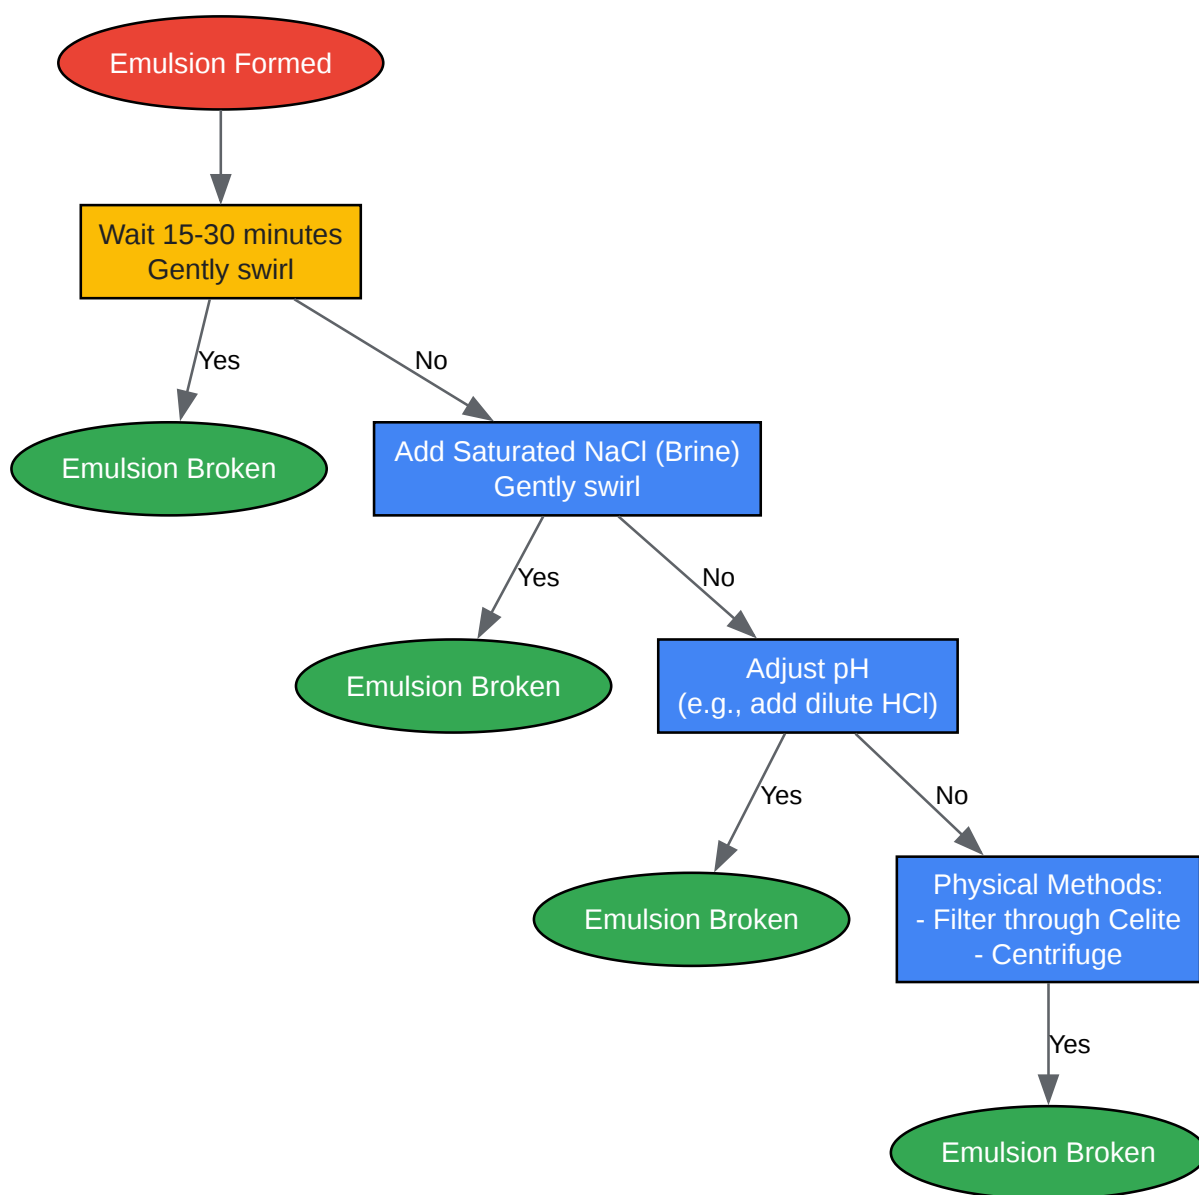 Emulsion Formed
Wait 15-30 minutes
Gently swirl
Yes
No
Emulsion Broken
Add Saturated NaCl (Brine)
Gently swirl
Yes
No
Emulsion Broken
Adjust pH
(e.g., add dilute HCl)
Yes
No
Emulsion Broken
Physical Methods:
- Filter through Celite
- Centrifuge
Yes
Emulsion Broken